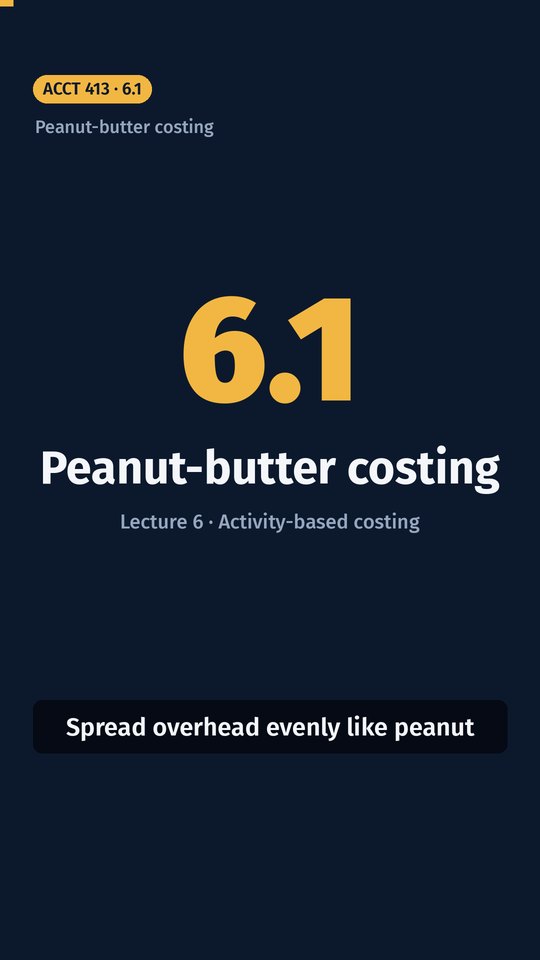 ACCT 413 · 6.1
Peanut-butter costing
6.1
Peanut-butter costing
Lecture 6 · Activity-based costing
Spread overhead evenly like peanut